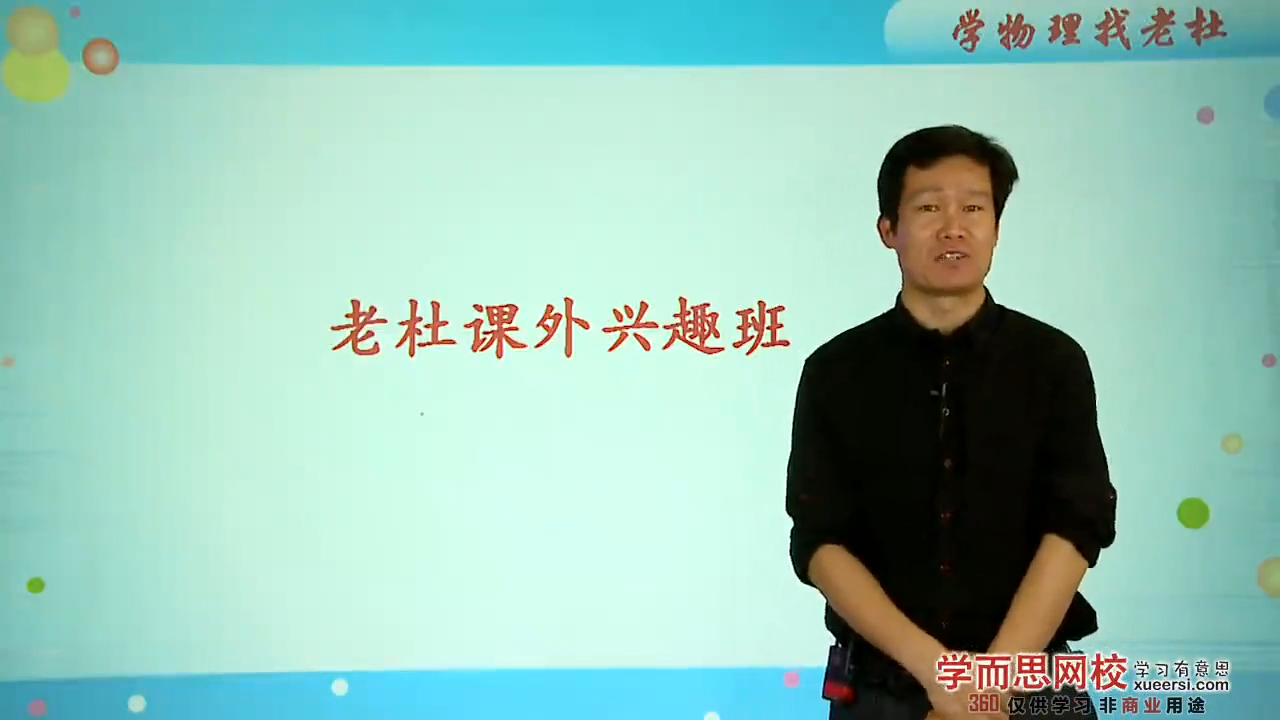 学物理找老杜
老杜课外兴趣班
学而思网校 学习有意思
xueersi.com
360 仅供学习 非商业用途